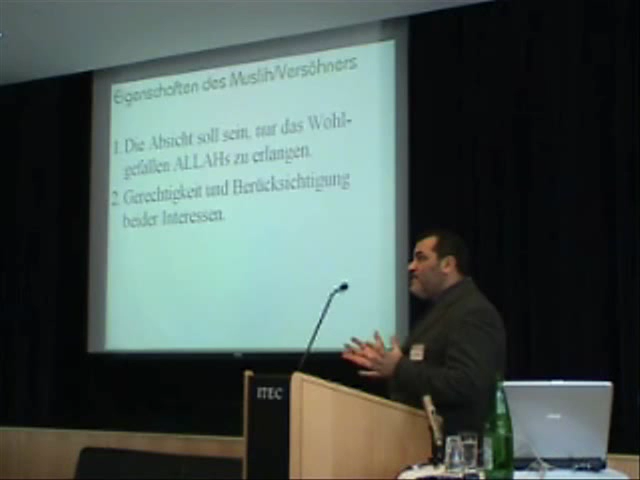 Eigenschaften des Muslih/Versöhners
1. Die Absicht soll sein, nur das Wohl-
gefallen ALLAHs zu erlangen.
2. Gerechtigkeit und Berücksichtigung
beider Interessen.
ITEC